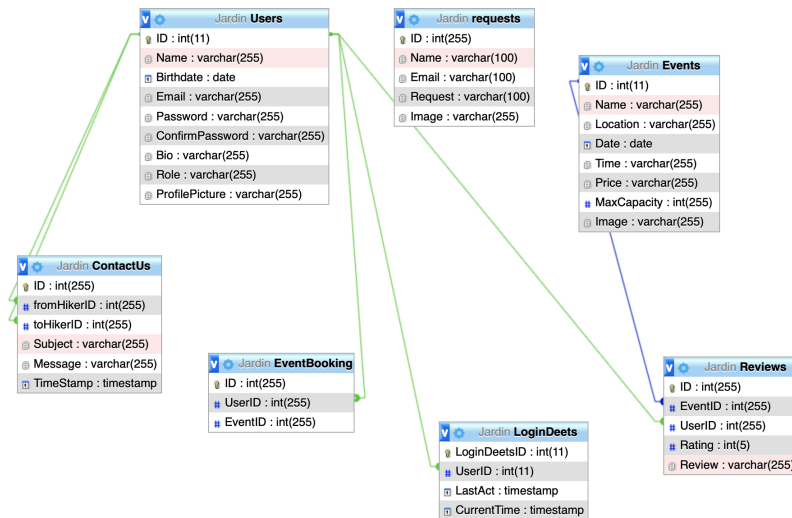 Jardin Users
ID : int(11)
Name : varchar(255)
Birthdate : date
Email : varchar(255)
Password : varchar(255)
ConfirmPassword : varchar(255)
Bio : varchar(255)
Role : varchar(255)
ProfilePicture : varchar(255)
Jardin requests
ID : int(255)
Name : varchar(100)
Email : varchar(100)
Request : varchar(100)
Image : varchar(255)
Jardin Events
ID : int(11)
Name : varchar(255)
Location : varchar(255)
Date : date
Time : varchar(255)
Price : varchar(255)
MaxCapacity : int(255)
Image : varchar(255)
Jardin ContactUs
ID : int(255)
fromHikerID : int(255)
toHikerID : int(255)
Subject : varchar(255)
Message : varchar(255)
TimeStamp : timestamp
Jardin EventBooking
ID : int(255)
UserID : int(255)
EventID : int(255)
Jardin LoginDeets
LoginDeetsID : int(11)
UserID : int(11)
LastAct : timestamp
CurrentTime : timestamp
Jardin Reviews
ID : int(255)
EventID : int(255)
UserID : int(255)
Rating : int(5)
Review : varchar(255)